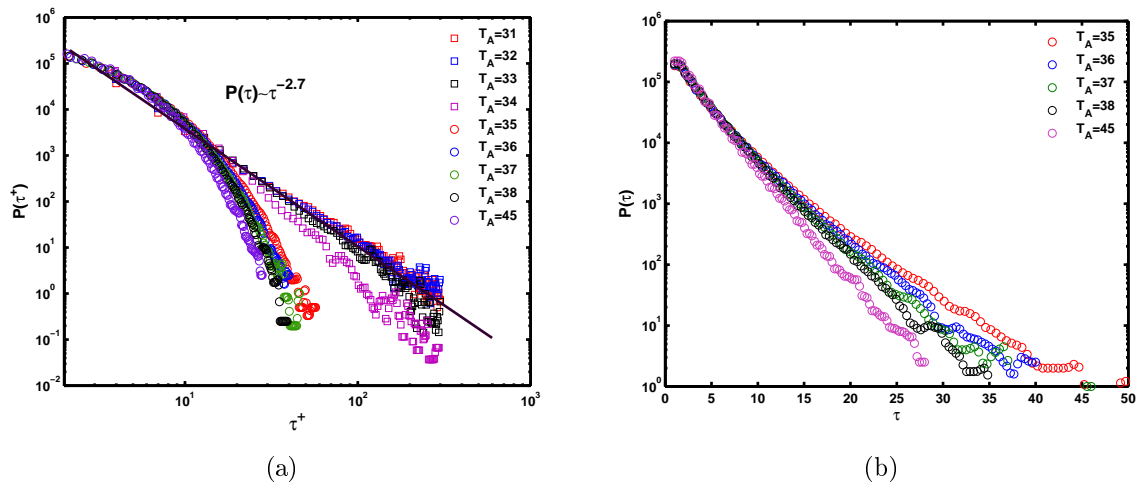 10^6
10^5
10^4
10^3
10^2
10^1
10^0
10^{-1}
10^{-2}
P(τ^+)
10^1
10^2
10^3
τ^+
P(τ)~τ^{-2.7}
T_A=31
T_A=32
T_A=33
T_A=34
T_A=35
T_A=36
T_A=37
T_A=38
T_A=45
(a)
10^6
10^5
10^4
10^3
10^2
10^1
10^0
P(τ)
0 5 10 15 20 25 30 35 40 45 50
τ
T_A=35
T_A=36
T_A=37
T_A=38
T_A=45
(b)